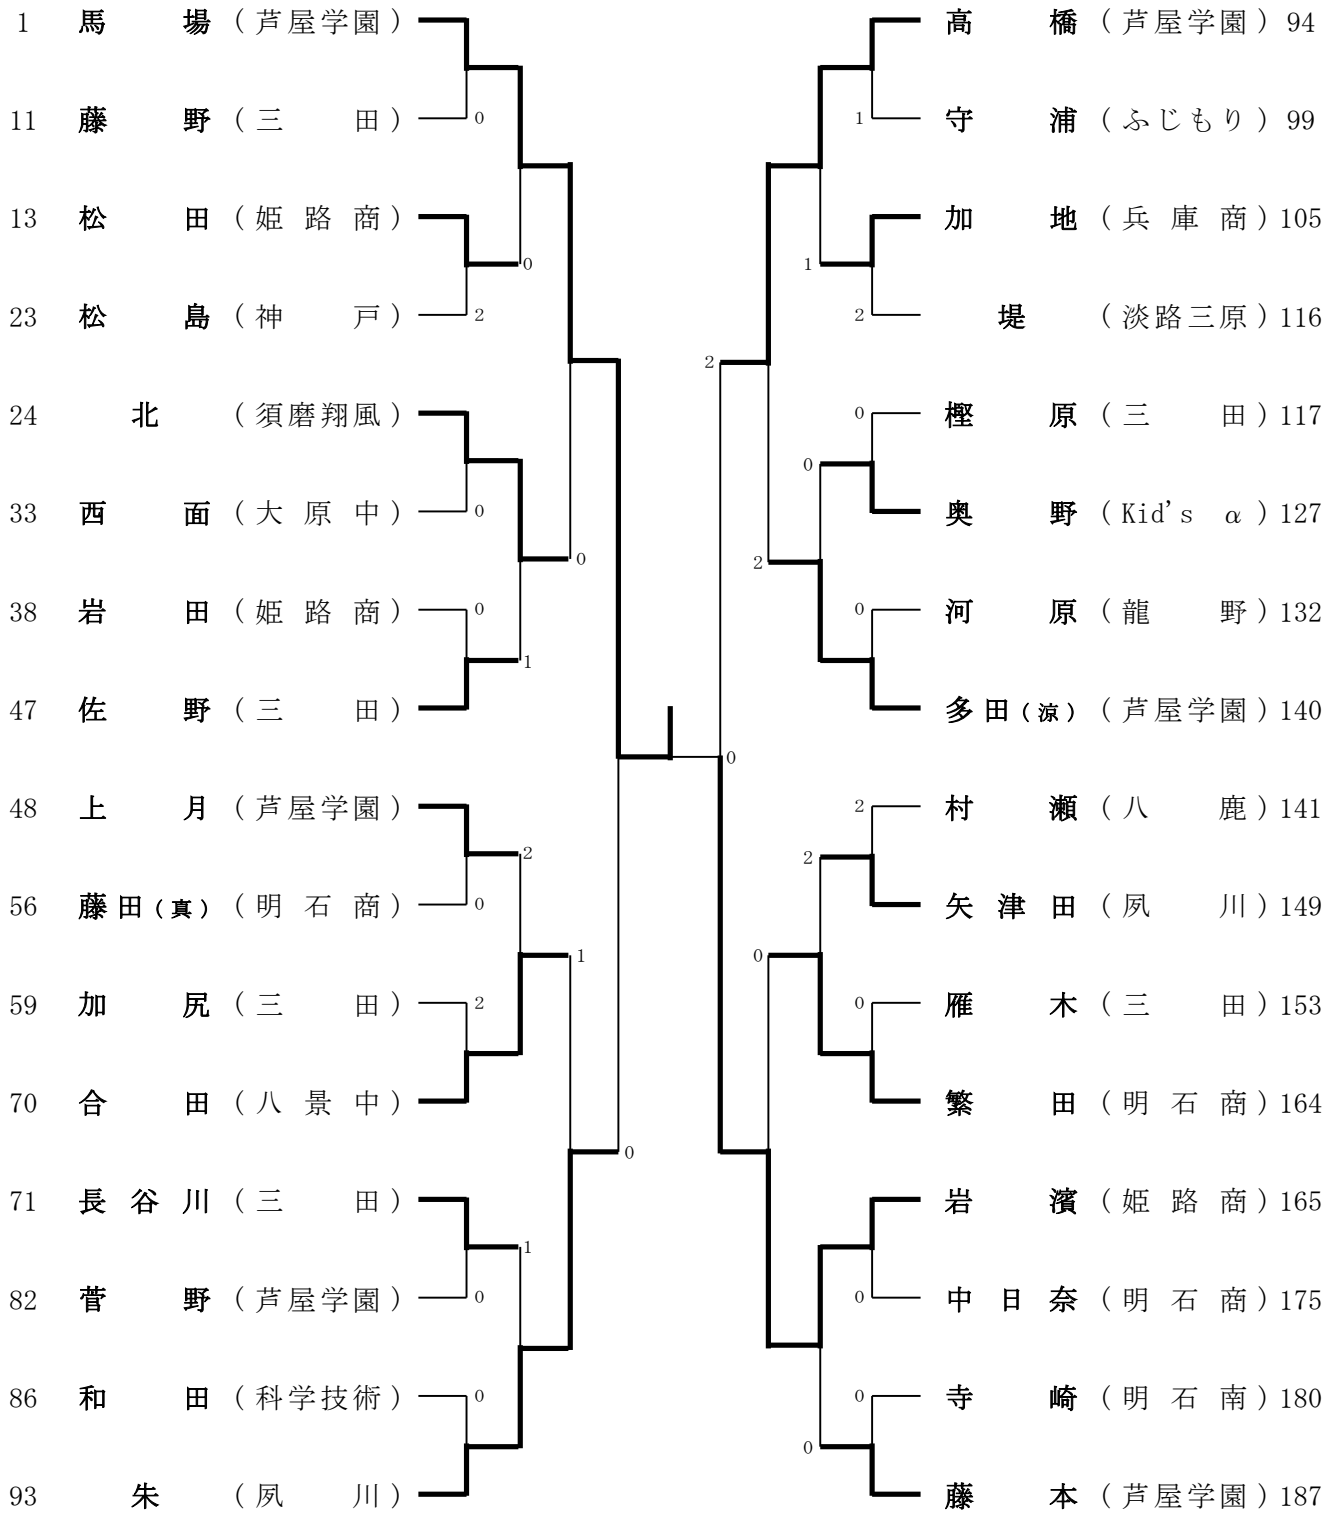 1 馬場 (芦屋学園)
0
11 藤野 (三田)
13 松田 (姫路商)
0
23 松島 (神戸)
2
24 北 (須磨翔風)
33 西面 (大原中)
0
0
38 岩田 (姫路商)
0
1
47 佐野 (三田)
48 上月 (芦屋学園)
2
56 藤田(真) (明石商)
0
1
59 加尻 (三田)
2
70 合田 (八景中)
0
71 長谷川 (三田)
1
82 菅野 (芦屋学園)
0
86 和田 (科学技術)
0
93 朱 (夙川)
高橋 (芦屋学園) 94
1
守浦 (ふじもり) 99
加地 (兵庫商) 105
1
2
堤 (淡路三原) 116
2
0
樫原 (三田) 117
0
奥野 (Kid's α) 127
2
0
河原 (龍野) 132
多田(涼) (芦屋学園) 140
0
2
村瀬 (八鹿) 141
2
矢津田 (夙川) 149
0
0
雁木 (三田) 153
繁田 (明石商) 164
岩濱 (姫路商) 165
0
中日奈 (明石商) 175
0
寺崎 (明石南) 180
0
藤本 (芦屋学園) 187